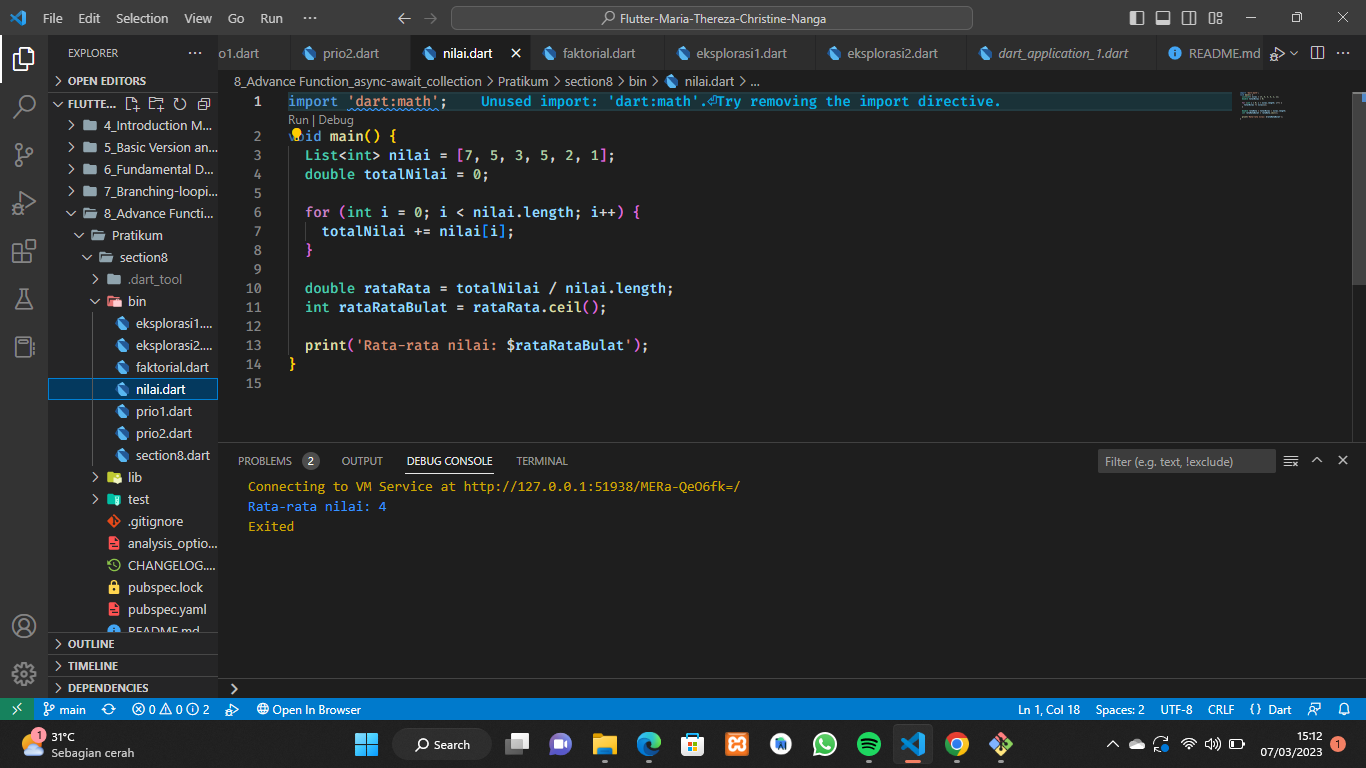 File Edit Selection View Go Run ··· Flutter-Maria-Thereza-Christine-Nanga
EXPLORER ···
OPEN EDITORS
FLUTTE...
4_Introduction M...
5_Basic Version an...
6_Fundamental D...
7_Branching-loopi...
8_Advance Functi...
Pratikum
section8
.dart_tool
bin
eksplorasi1....
eksplorasi2....
faktorial.dart
nilai.dart
prio1.dart
prio2.dart
section8.dart
lib
test
.gitignore
analysis_optio...
CHANGELOG....
pubspec.lock
pubspec.yaml
README.md
OUTLINE
TIMELINE
DEPENDENCIES
o1.dart prio2.dart nilai.dart faktorial.dart eksplorasi1.dart eksplorasi2.dart dart_application_1.dart README.md
8_Advance Function_async-await_collection > Pratikum > section8 > bin > nilai.dart > ...
1 import 'dart:math'; Unused import: 'dart:math'.⏎Try removing the import directive.
Run | Debug
2 void main() {
3 List<int> nilai = [7, 5, 3, 5, 2, 1];
4 double totalNilai = 0;
5
6 for (int i = 0; i < nilai.length; i++) {
7 totalNilai += nilai[i];
8 }
9
10 double rataRata = totalNilai / nilai.length;
11 int rataRataBulat = rataRata.ceil();
12
13 print('Rata-rata nilai: $rataRataBulat');
14 }
15
PROBLEMS 2 OUTPUT DEBUG CONSOLE TERMINAL Filter (e.g. text, !exclude)
Connecting to VM Service at http://127.0.0.1:51938/MERa-QeO6fk=/
Rata-rata nilai: 4
Exited
main 0 0 2 Open In Browser Ln 1, Col 18 Spaces: 2 UTF-8 CRLF {} Dart
1 31°C
Sebagian cerah
Search
15:12
07/03/2023 1